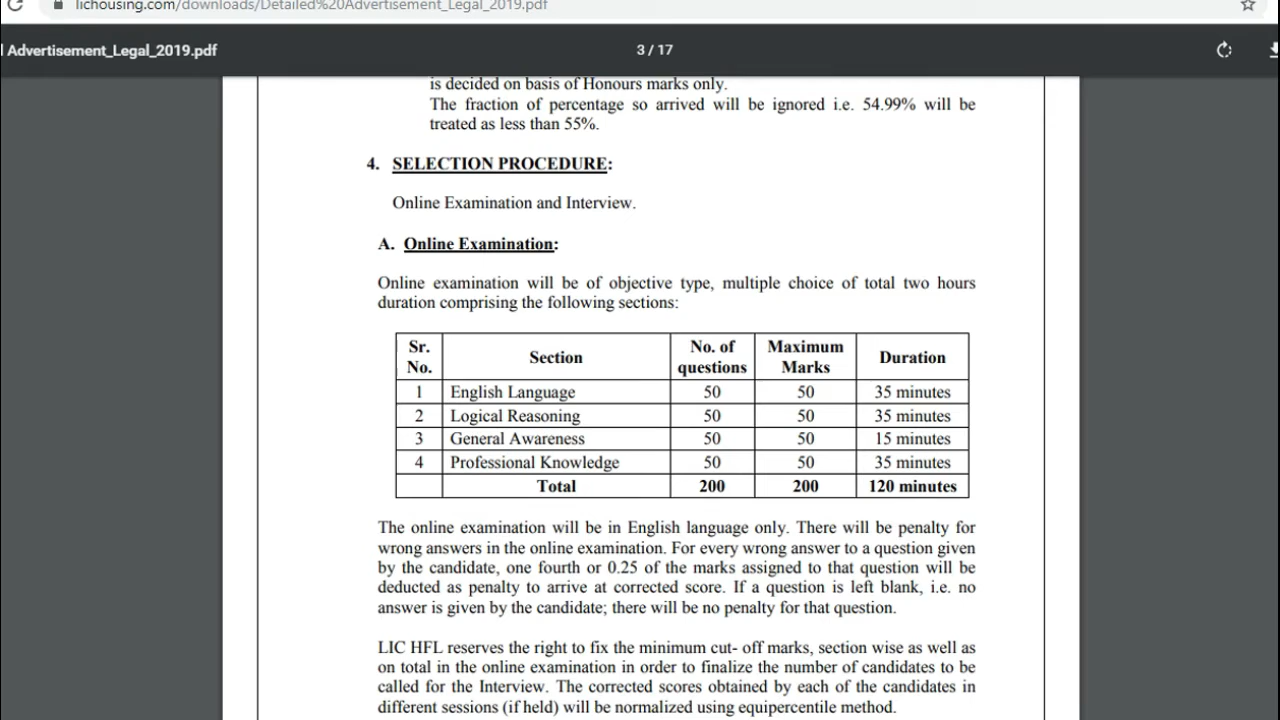 lichousing.com/downloads/Detailed%20Advertisement_Legal_2019.pdf
Advertisement_Legal_2019.pdf 3 / 17
is decided on basis of Honours marks only.
The fraction of percentage so arrived will be ignored i.e. 54.99% will be
treated as less than 55%.
4. SELECTION PROCEDURE:
Online Examination and Interview.
A. Online Examination:
Online examination will be of objective type, multiple choice of total two hours
duration comprising the following sections:
Sr. No. Section No. of questions Maximum Marks Duration
1 English Language 50 50 35 minutes
2 Logical Reasoning 50 50 35 minutes
3 General Awareness 50 50 15 minutes
4 Professional Knowledge 50 50 35 minutes
Total 200 200 120 minutes
The online examination will be in English language only. There will be penalty for
wrong answers in the online examination. For every wrong answer to a question given
by the candidate, one fourth or 0.25 of the marks assigned to that question will be
deducted as penalty to arrive at corrected score. If a question is left blank, i.e. no
answer is given by the candidate; there will be no penalty for that question.
LIC HFL reserves the right to fix the minimum cut- off marks, section wise as well as
on total in the online examination in order to finalize the number of candidates to be
called for the Interview. The corrected scores obtained by each of the candidates in
different sessions (if held) will be normalized using equipercentile method.